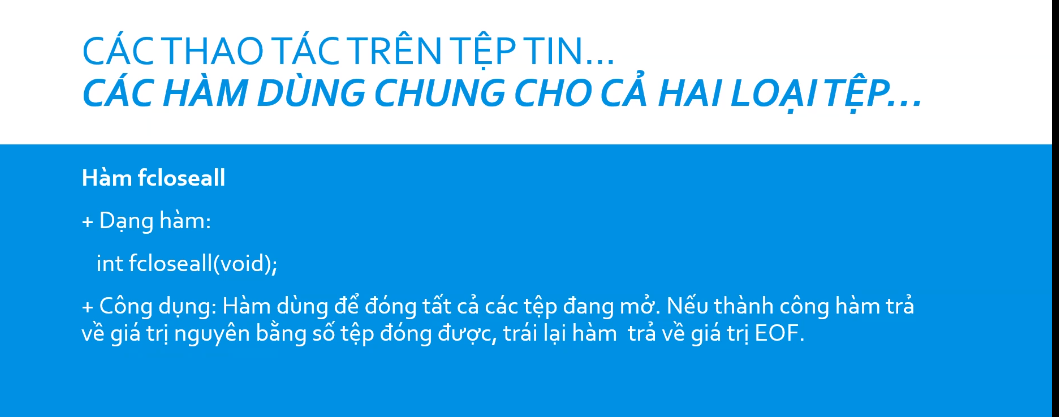 CÁC THAO TÁC TRÊN TỆP TIN...
CÁC HÀM DÙNG CHUNG CHO CẢ HAI LOẠI TỆP...
Hàm fcloseall
+ Dạng hàm:
int fcloseall(void);
+ Công dụng: Hàm dùng để đóng tất cả các tệp đang mở. Nếu thành công hàm trả
về giá trị nguyên bằng số tệp đóng được, trái lại hàm trả về giá trị EOF.